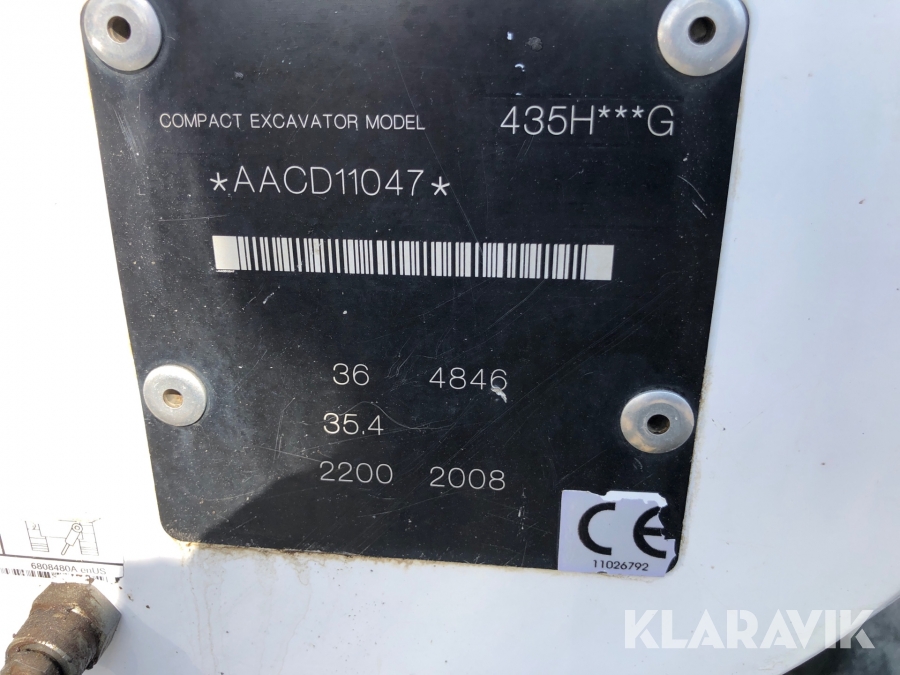 COMPACT EXCAVATOR MODEL 435H***G
*AACD11047*
36 4846
35.4
2200 2008
CE
11026792
6808480A enUS
KLARAVIK